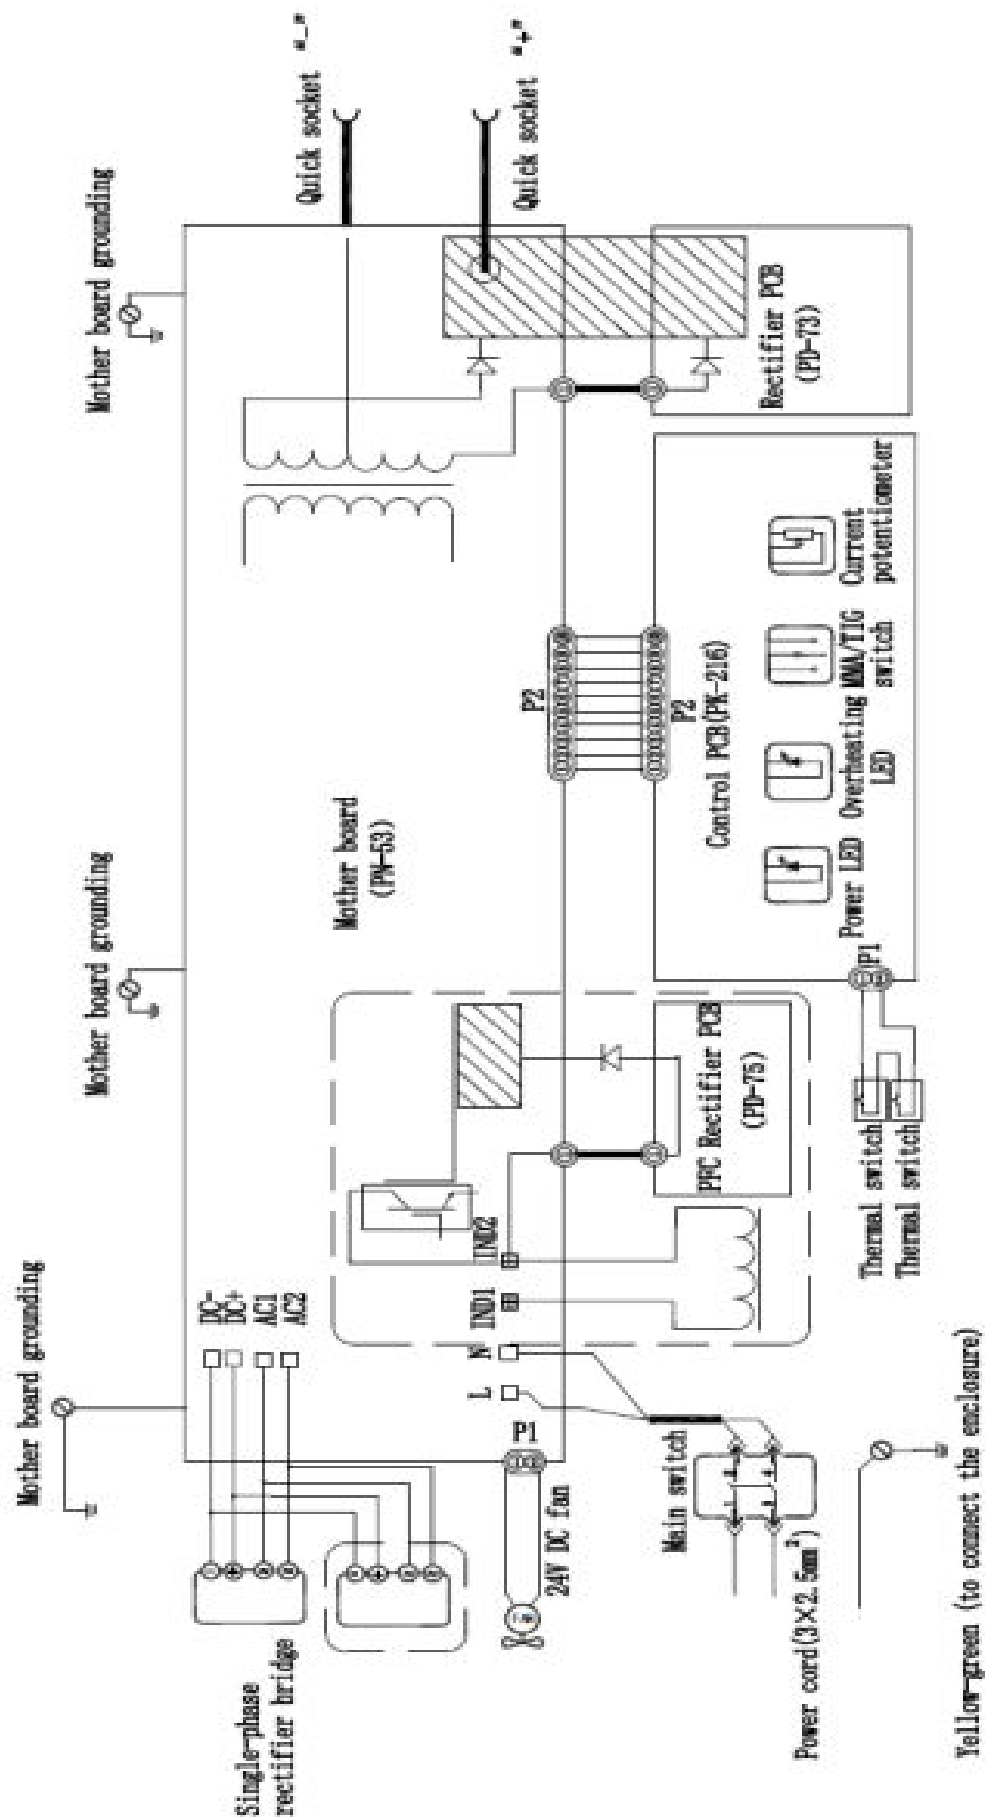 Mother board grounding
Mother board grounding
Mother board grounding
Quick socket "-"
Quick socket "+"
DC-
DC+
AC1
AC2
Single-phase
rectifier bridge
Mother board
(PN-53)
P1
24V DC fan
L
N
IND1
IND2
P2
P2
PFC Rectifier PCB
(PD-75)
Control PCB(PK-216)
Rectifier PCB
(PD-73)
Main switch
Power cord(3×2.5mm²)
Thermal switch
Thermal switch
P1
Power LED
Overheating
LED
MMA/TIG
switch
Current
potentiometer
Yellow-green (to connect the enclosure)